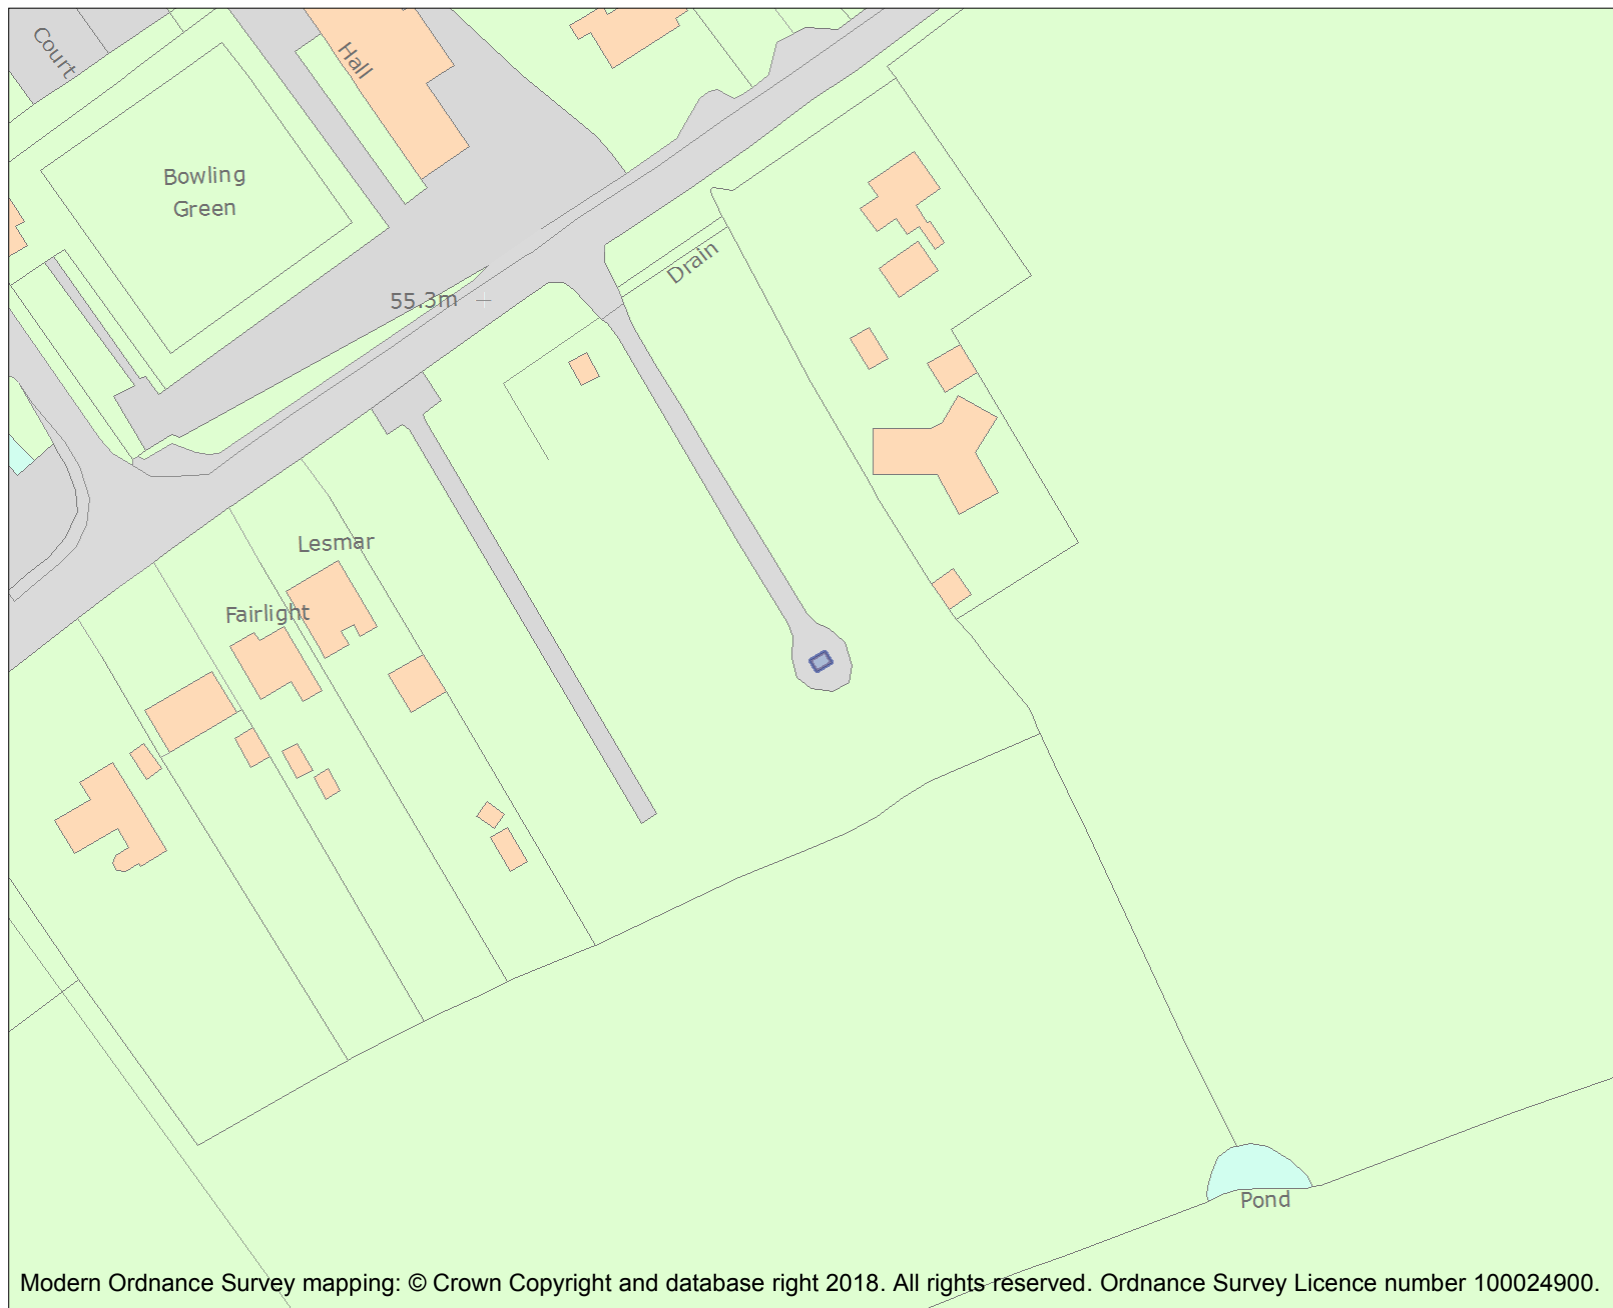 Court
Hall
Bowling
Green
Drain
55.3m
Lesmar
Fairlight
Pond
Modern Ordnance Survey mapping: © Crown Copyright and database right 2018. All rights reserved. Ordnance Survey Licence number 100024900.